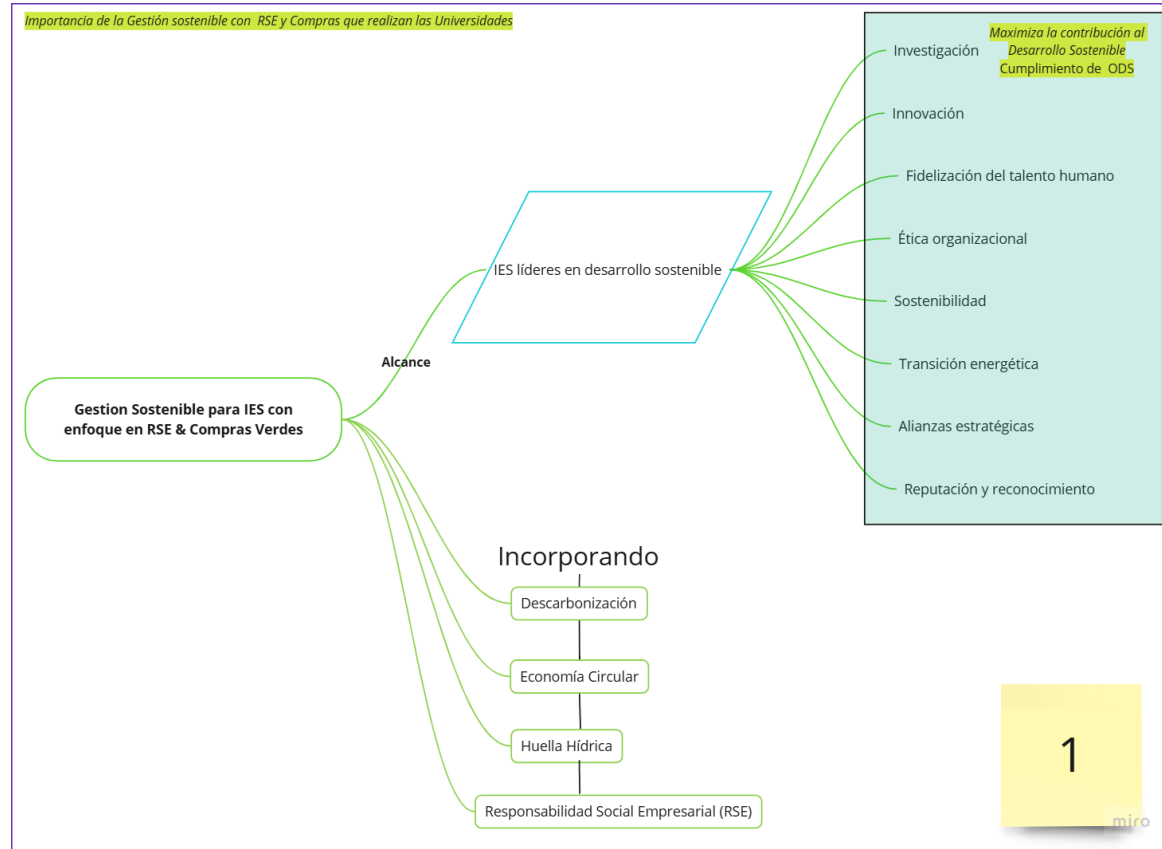 Importancia de la Gestión sostenible con RSE y Compras que realizan las Universidades
Maximiza la contribución al
Desarrollo Sostenible
Cumplimiento de ODS
Investigación
Innovación
Fidelización del talento humano
Ética organizacional
IES líderes en desarrollo sostenible
Sostenibilidad
Transición energética
Alcance
Gestion Sostenible para IES con
enfoque en RSE & Compras Verdes
Alianzas estratégicas
Reputación y reconocimiento
Incorporando
Descarbonización
Economía Circular
Huella Hídrica
Responsabilidad Social Empresarial (RSE)
1
miro